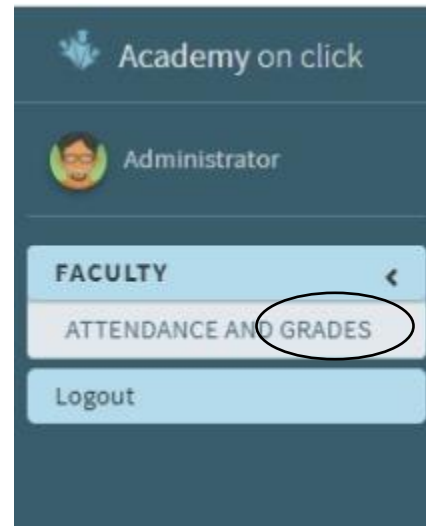 Academy on click
Administrator
FACULTY
ATTENDANCE AND GRADES
Logout